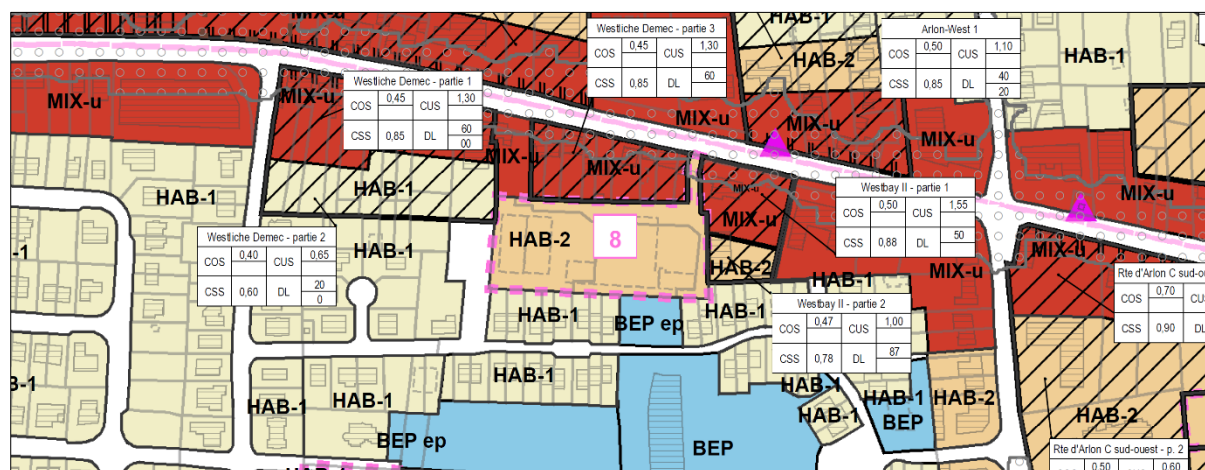 Westliche Demec - partie 3
COS 0,45 CUS 1,30
CSS 0,85 DL 60
Arlon-West 1
COS 0,50 CUS 1,10
CSS 0,85 DL 40
20
HAB-1
HAB-2
HAB-1
Westliche Demec - partie 1
COS 0,45 CUS 1,30
CSS 0,85 DL 60
00
MIX-u
MIX-u
MIX-u
MIX-u
MIX-u
MIX-u
MIX-u
MIX-u
MIX-u
MIX-u
HAB-1
HAB-1
Westbay II - partie 1
COS 0,50 CUS 1,55
CSS 0,88 DL 50
Westliche Demec - partie 2
COS 0,40 CUS 0,65
CSS 0,60 DL 20
0
HAB-1
HAB-2
8
HAB-2
HAB-1
MIX-u
MIX-u
-1
Rte d'Arlon C sud-ou
COS 0,70 CU
CSS 0,90 DL
Westbay II - partie 2
COS 0,47 CUS 1,00
CSS 0,78 DL 87
HAB-1
BEP ep
HAB-1
HAB-1
HAB-1
HAB-1
HAB-1
HAB-1
HAB-1
HAB-2
HAB-1
HAB-2
B-1
BEP ep
BEP
BEP
Rte d'Arlon C sud-ouest - p. 2
0,50 0,60